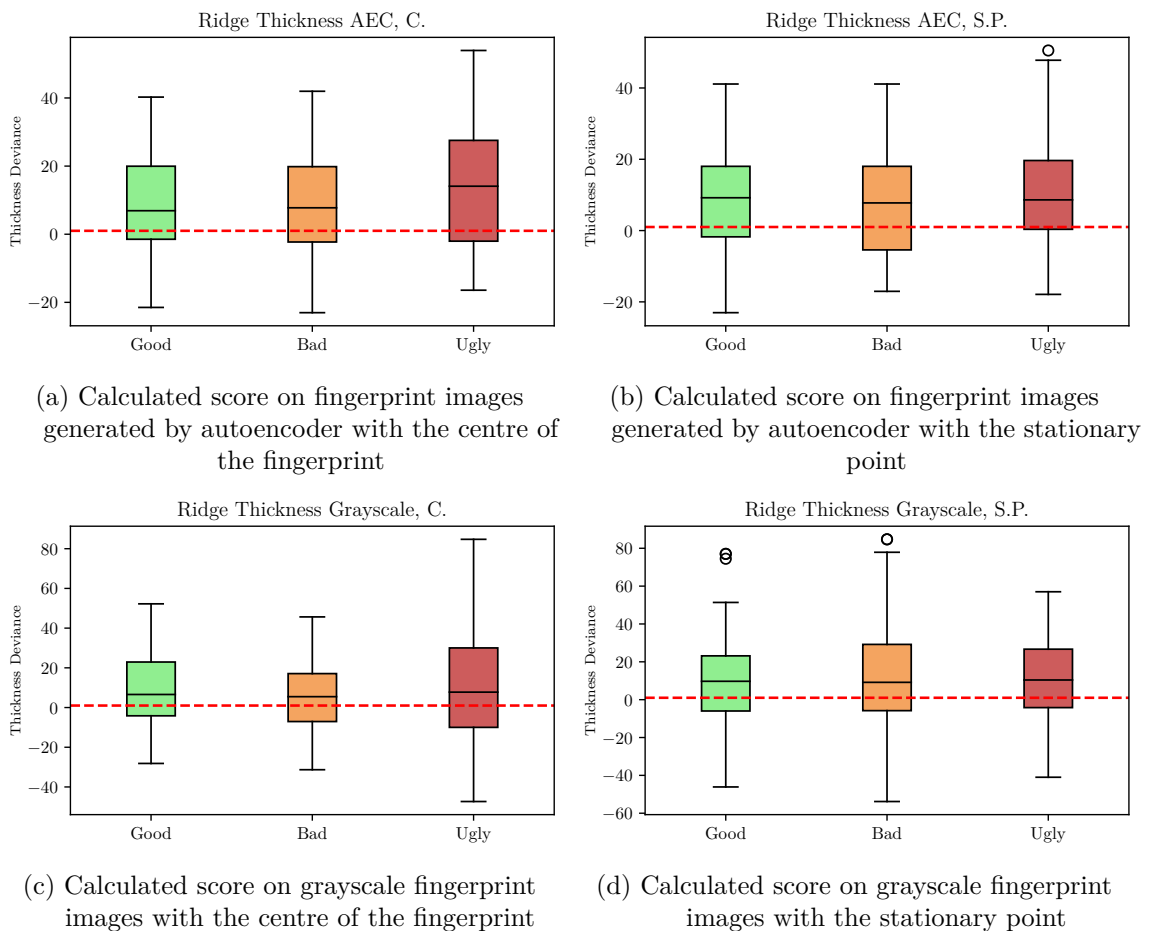 Ridge Thickness AEC, C.
Thickness Deviance
40
20
0
−20
Good Bad Ugly
(a) Calculated score on fingerprint images
generated by autoencoder with the centre of
the fingerprint
Ridge Thickness AEC, S.P.
Thickness Deviance
40
20
0
−20
Good Bad Ugly
(b) Calculated score on fingerprint images
generated by autoencoder with the stationary
point
Ridge Thickness Grayscale, C.
Thickness Deviance
80
60
40
20
0
−20
−40
Good Bad Ugly
(c) Calculated score on grayscale fingerprint
images with the centre of the fingerprint
Ridge Thickness Grayscale, S.P.
Thickness Deviance
80
60
40
20
0
−20
−40
−60
Good Bad Ugly
(d) Calculated score on grayscale fingerprint
images with the stationary point